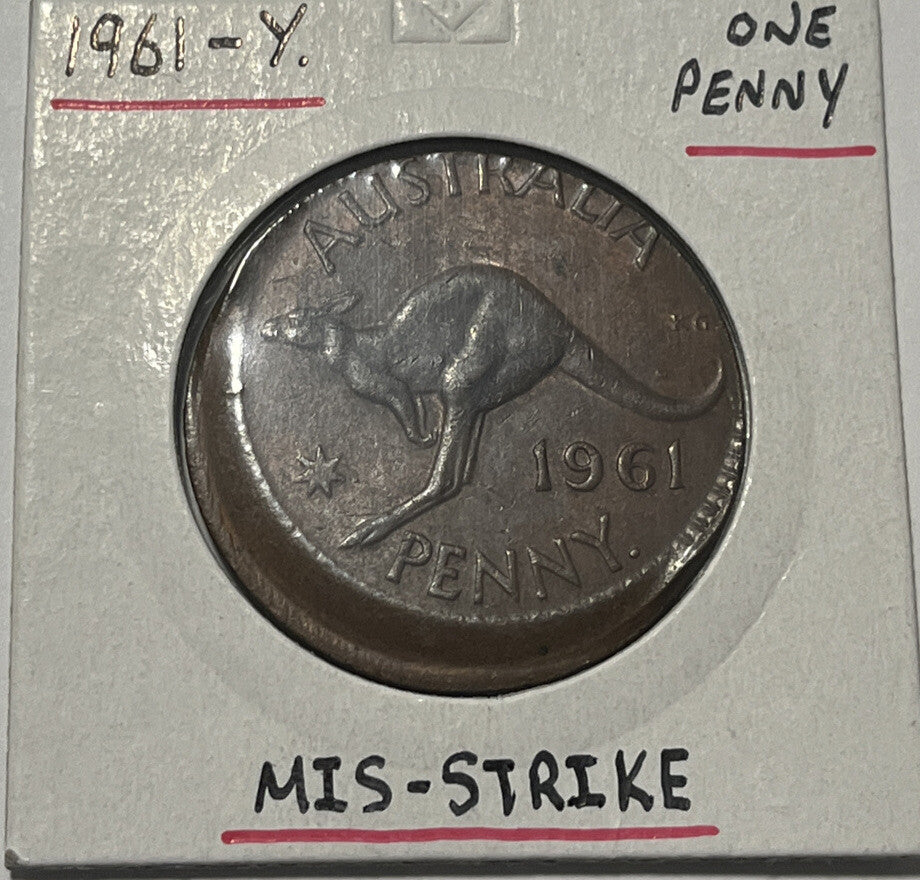 1961-Y.
ONE
PENNY
AUSTRALIA
K G
1961
PENNY.
MIS-STRIKE